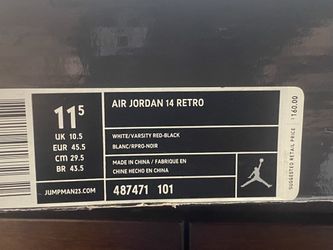 11⁵
UK 10.5
EUR 45.5
CM 29.5
BR 43.5
JUMPMAN23.COM
AIR JORDAN 14 RETRO
WHITE/VARSITY RED-BLACK
BLANC/RPRG-NOIR
MADE IN CHINA / FABRIQUE EN
CHINE HECHO EN CHINA
487471 101
SUGGESTED RETAIL PRICE
160.00